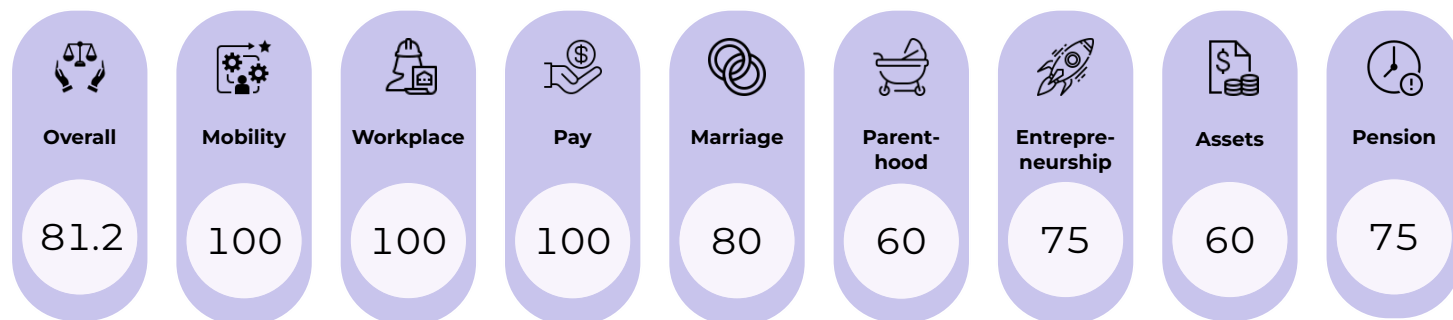 Overall
81.2
Mobility
100
Workplace
100
Pay
100
Marriage
80
Parent-
hood
60
Entrepre-
neurship
75
Assets
60
Pension
75
$
$
!